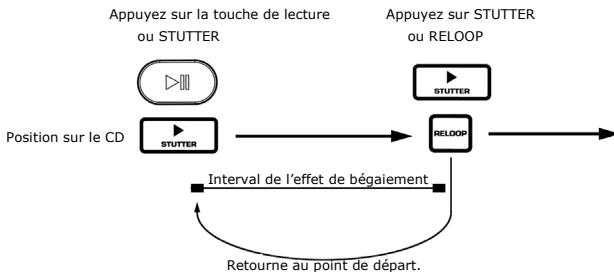 Appuyez sur la touche de lecture
ou STUTTER
Appuyez sur STUTTER
ou RELOOP
STUTTER
Position sur le CD
STUTTER
RELOOP
Interval de l'effet de bégaiement
Retourne au point de départ.